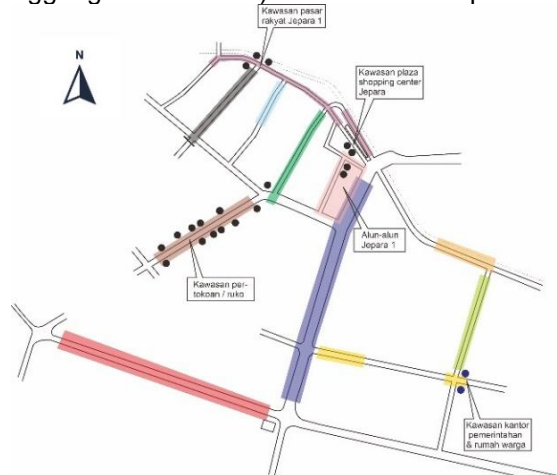 Kawasan pasar
rakyat Jepara 1
N
Kawasan plaza
shopping center
Jepara
Alun-alun
Jepara 1
Kawasan per-
tokoan / ruko
Kawasan kantor
pemerintahan
& rumah warga